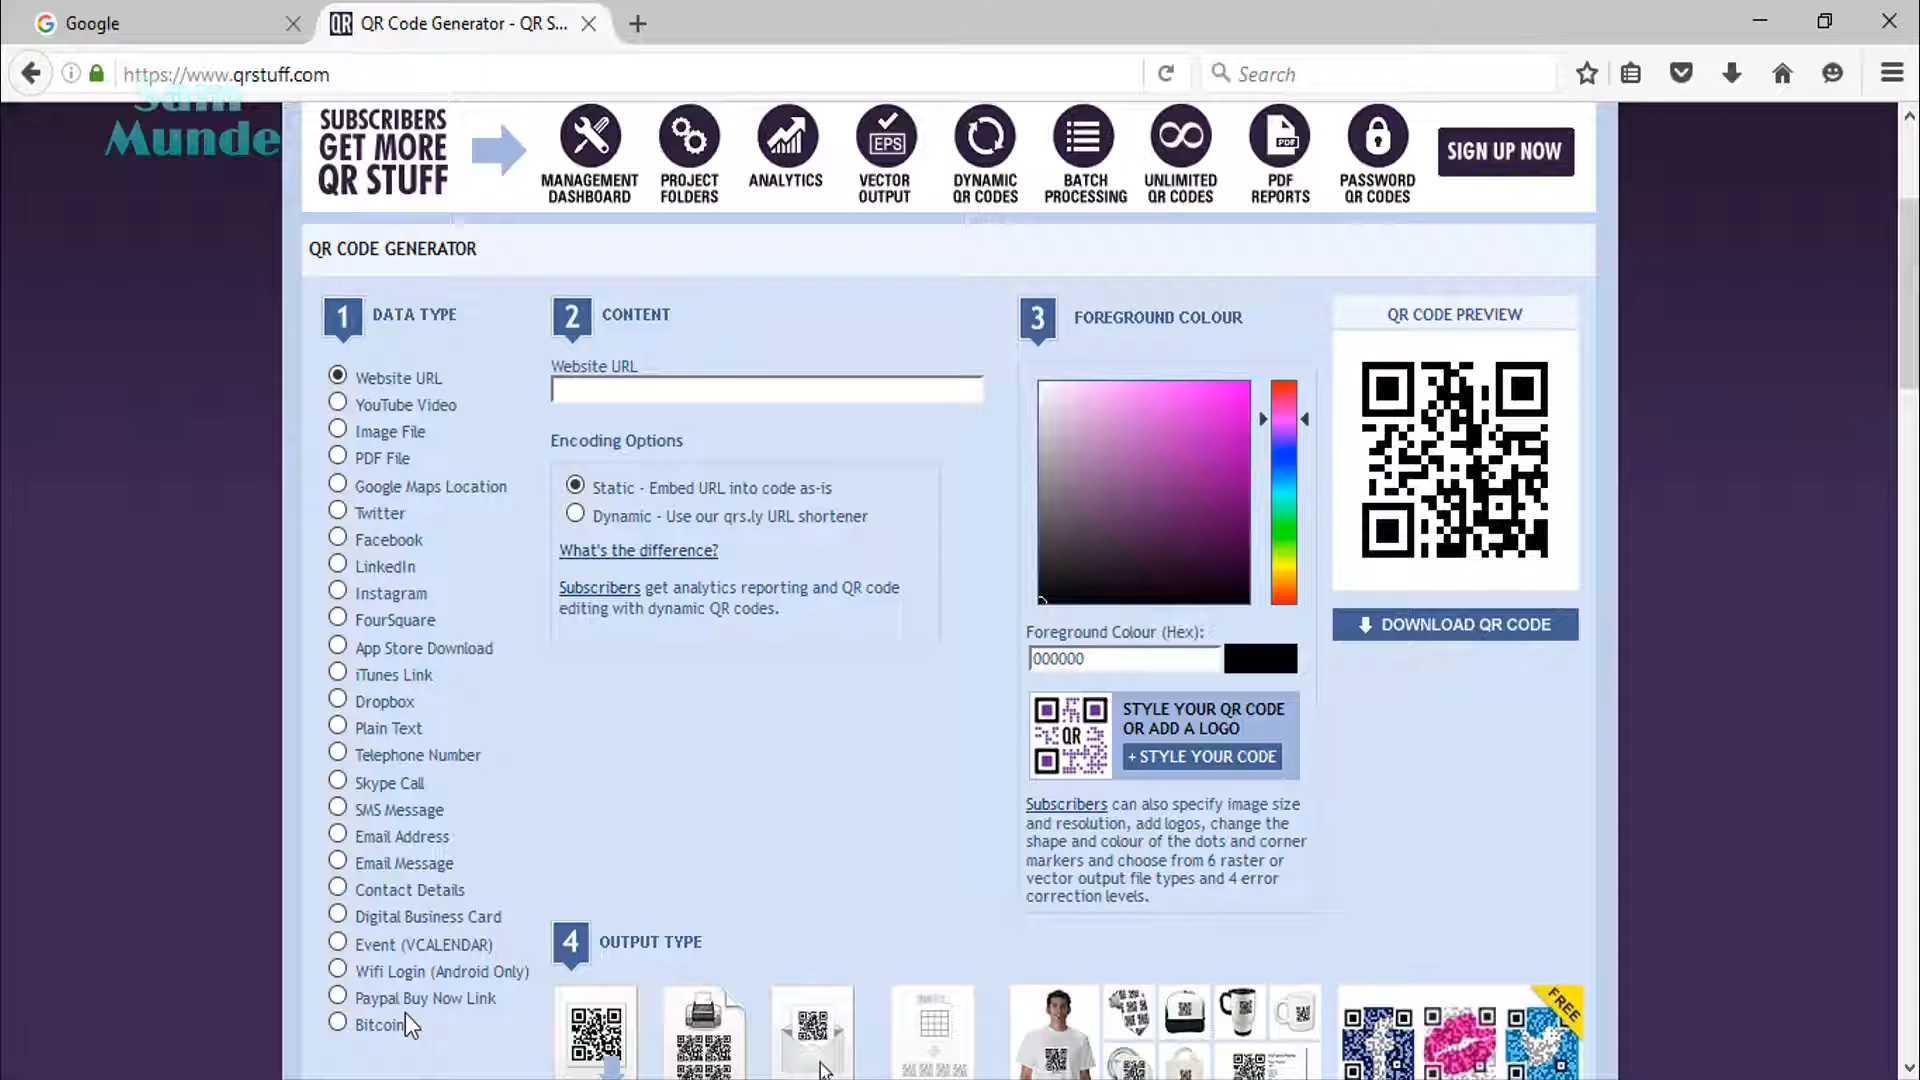 Google
QR Code Generator - QR S...
https://www.qrstuff.com
Search
Sam
Munde
SUBSCRIBERS
GET MORE
QR STUFF
MANAGEMENT
DASHBOARD
PROJECT
FOLDERS
ANALYTICS
EPS
VECTOR
OUTPUT
DYNAMIC
QR CODES
BATCH
PROCESSING
UNLIMITED
QR CODES
PDF
PDF
REPORTS
PASSWORD
QR CODES
SIGN UP NOW
QR CODE GENERATOR
1 DATA TYPE
Website URL
YouTube Video
Image File
PDF File
Google Maps Location
Twitter
Facebook
LinkedIn
Instagram
FourSquare
App Store Download
iTunes Link
Dropbox
Plain Text
Telephone Number
Skype Call
SMS Message
Email Address
Email Message
Contact Details
Digital Business Card
Event (VCALENDAR)
Wifi Login (Android Only)
Paypal Buy Now Link
Bitcoin
2 CONTENT
Website URL
Encoding Options
Static - Embed URL into code as-is
Dynamic - Use our qrs.ly URL shortener
What's the difference?
Subscribers get analytics reporting and QR code
editing with dynamic QR codes.
3 FOREGROUND COLOUR
Foreground Colour (Hex):
000000
QR
STYLE YOUR QR CODE
OR ADD A LOGO
+ STYLE YOUR CODE
Subscribers can also specify image size
and resolution, add logos, change the
shape and colour of the dots and corner
markers and choose from 6 raster or
vector output file types and 4 error
correction levels.
QR CODE PREVIEW
DOWNLOAD QR CODE
4 OUTPUT TYPE
FREE